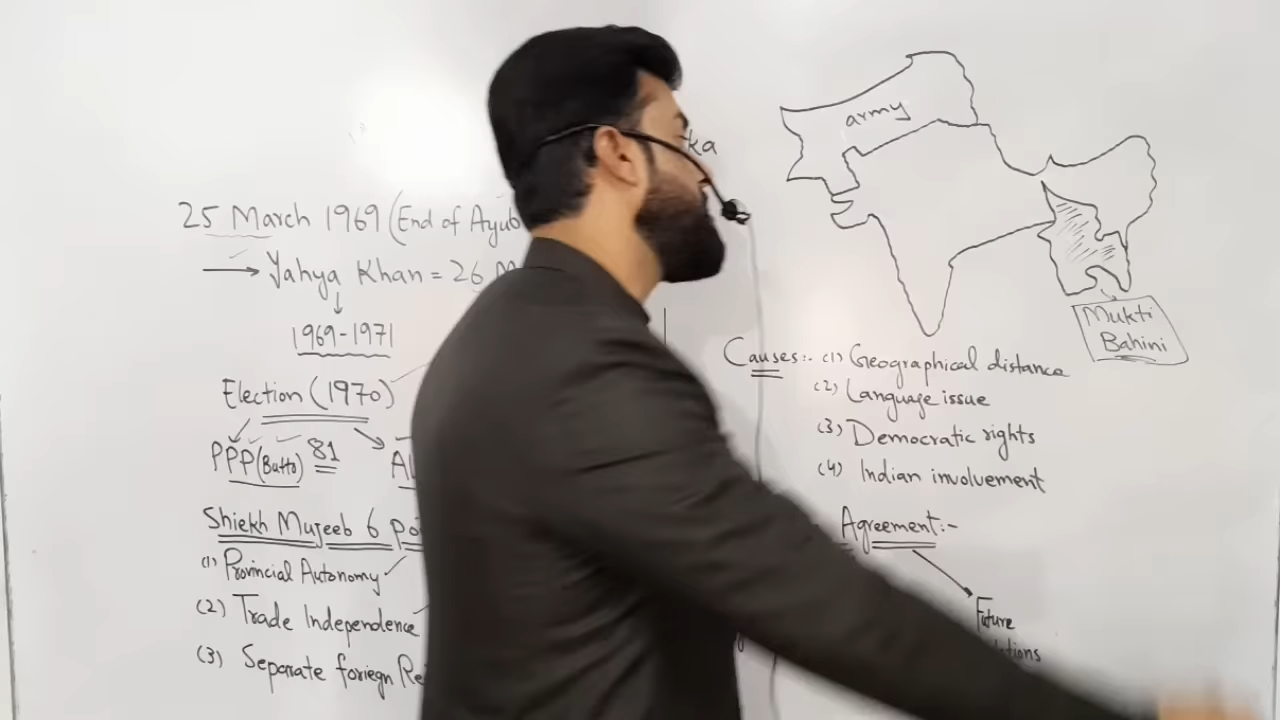 25 March 1969 (End of Ayub
→ Yahya Khan = 26 M
1969-1971
Election (1970)
PPP (Butto) 81
AL
Shiekh Mujeeb 6
(1) Provincial Autonomy
(2) Trade Independence
(3) Separate foriegn
ka
army
Mukti
Bahini
Causes:- (1) Geographical distance
(2) Language issue
(3) Democratic rights
(4) Indian involvement
Agreement:-
Future